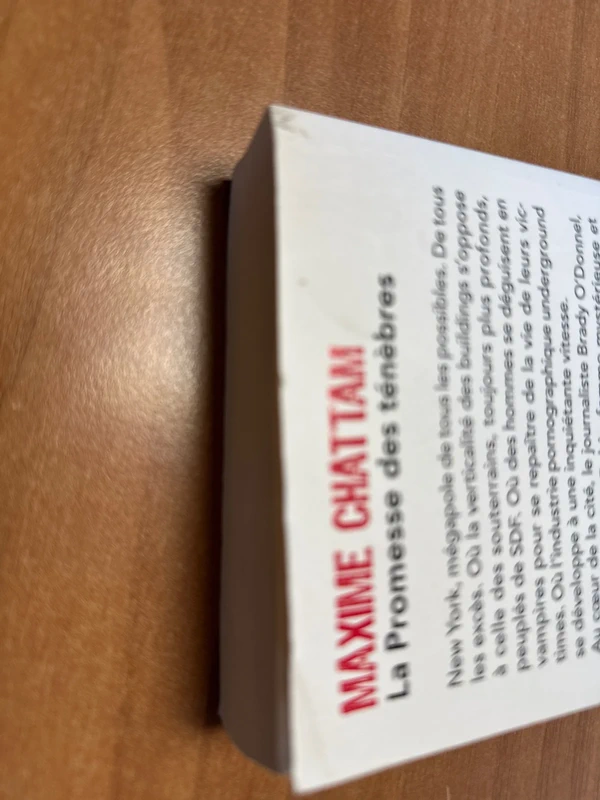 MAXIME CHATTAM
La Promesse des ténèbres
New York, mégapole de tous les possibles. De tous
les excès. Où la verticalité des buildings s'oppose
à celle des souterrains, toujours plus profonds,
peuplés de SDF. Où des hommes se déguisent en
vampires pour se repaître de la vie de leurs vic-
times. Où l'industrie pornographique underground
se développe à une inquiétante vitesse.
Au cœur de la cité, le journaliste Brady O'Donnel,
femme mystérieuse et